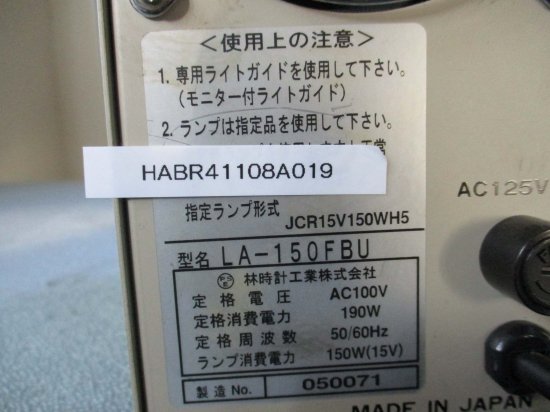 <使用上の注意>
1. 専用ライトガイドを使用して下さい。
(モニター付ライトガイド)
2. ランプは指定品を使用して下さい。
HABR41108A019
指定ランプ形式 JCR15V150WH5
型名 LA-150FBU
林時計工業株式会社
定格電圧 AC100V
定格消費電力 190W
定格周波数 50/60Hz
ランプ消費電力 150W(15V)
製造No. 050071
AC125V
MADE IN JAPAN